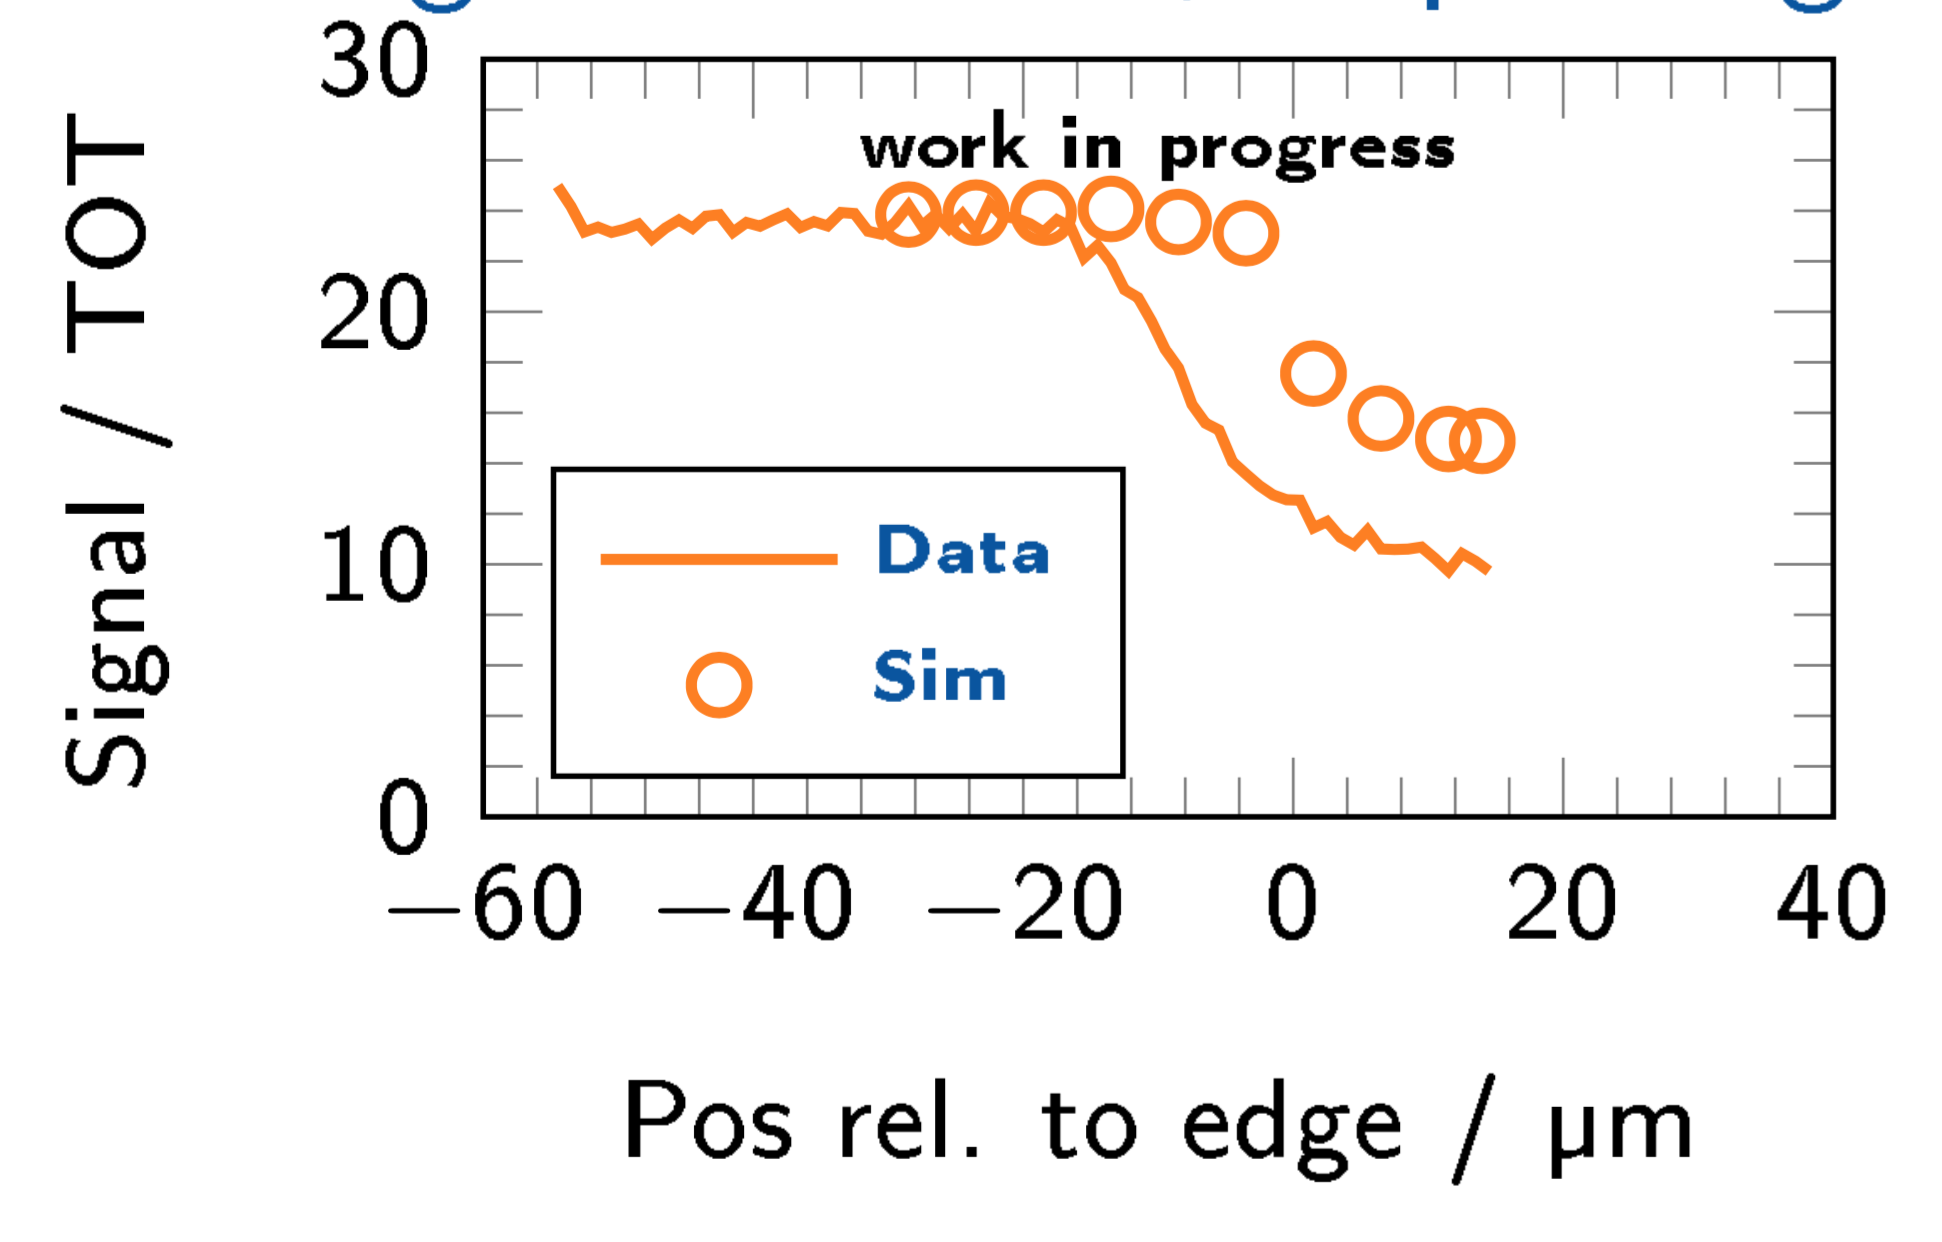 30
work in progress
20
10
0
Signal / TOT
Data
Sim
−60 −40 −20 0 20 40
Pos rel. to edge / µm